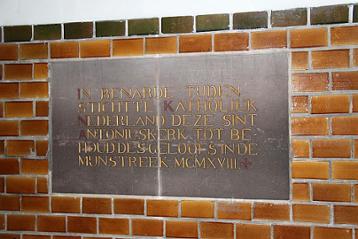 IN BENARDE TIJDEN
STICHTTE KATHOLIEK
NEDERLAND DEZE SINT
ANTONIUSKERK TOT BE
HOUD DES GELOOFS IN DE
MIJNSTREEK MCMXVIII